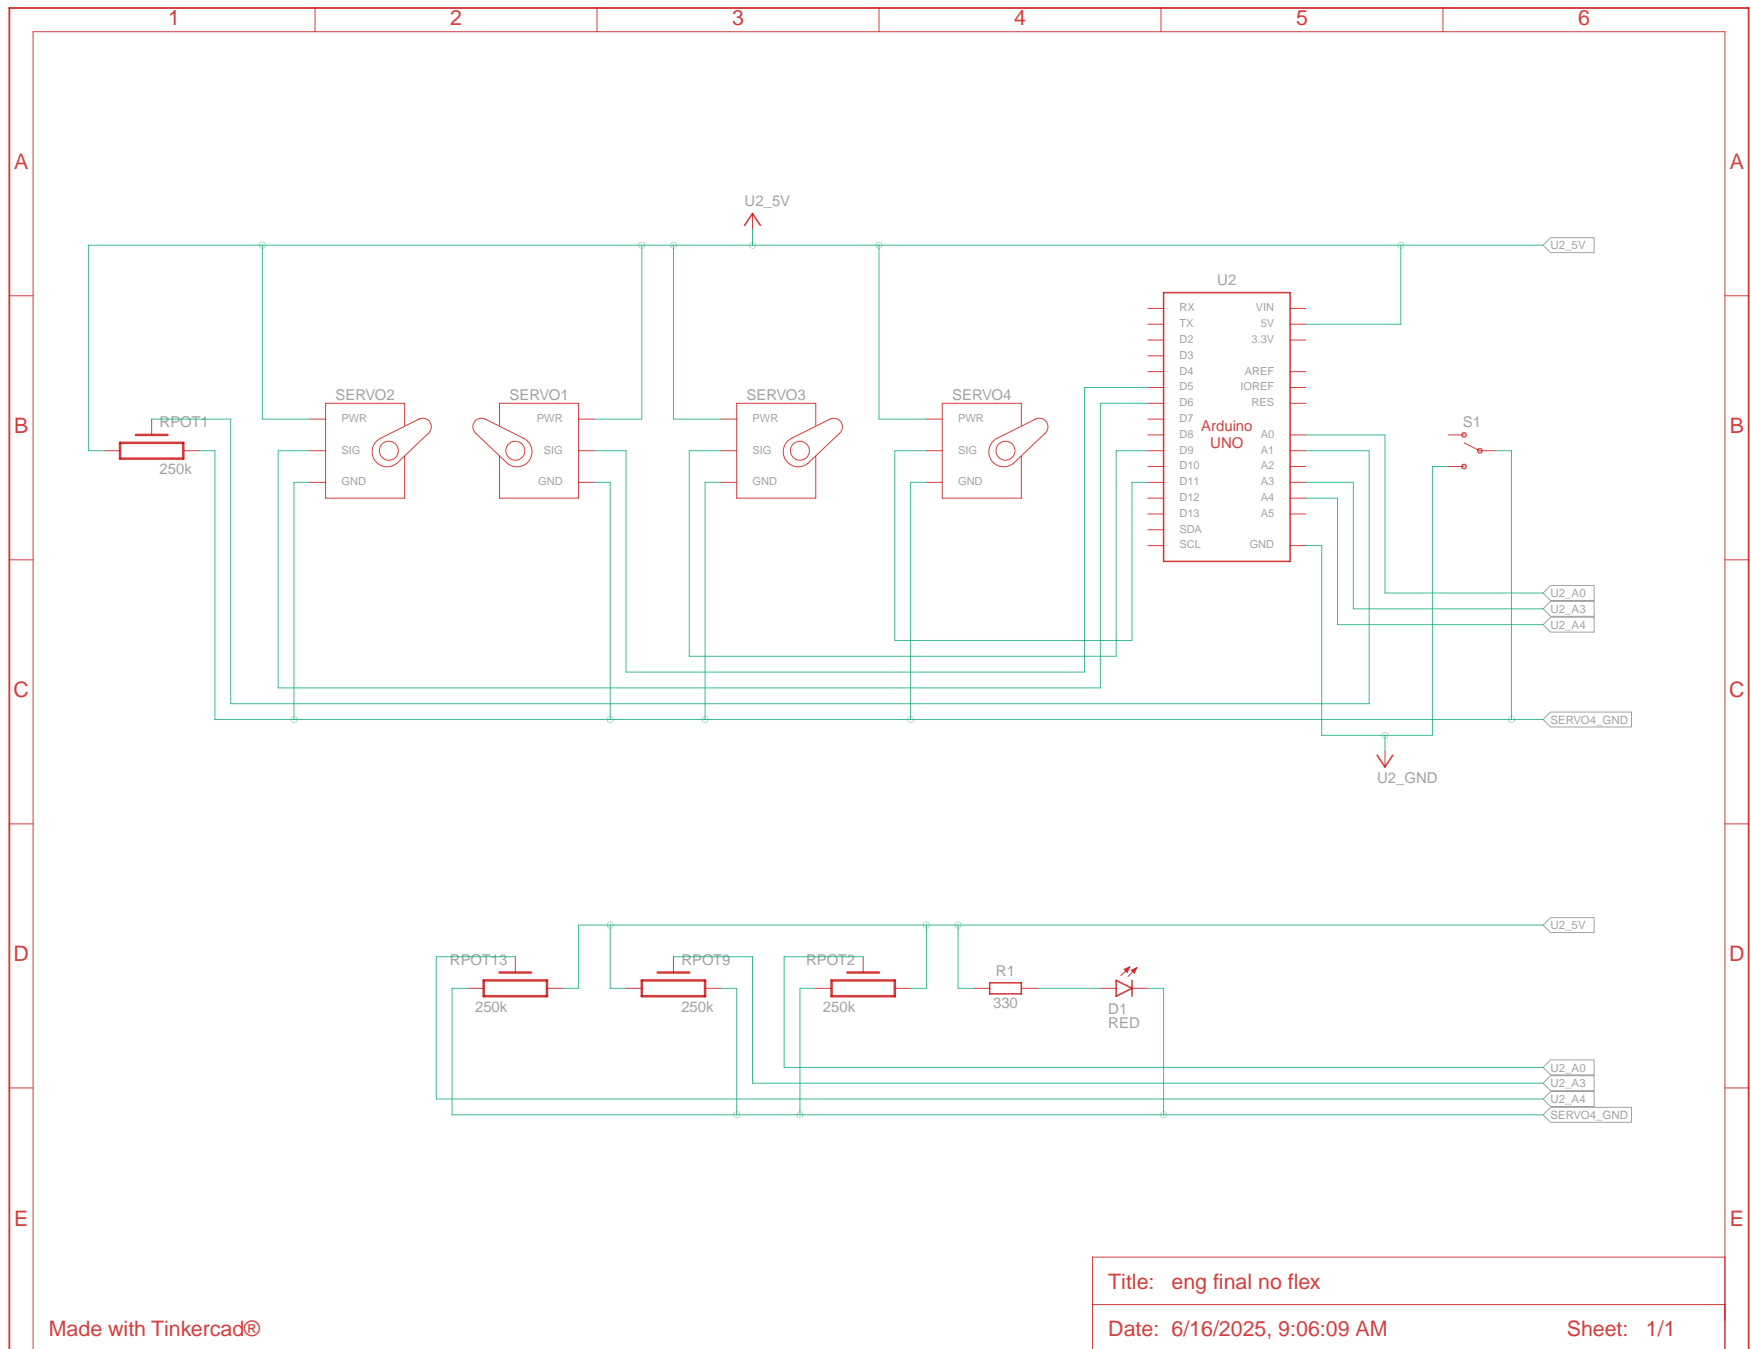 1 2 3 4 5 6
A A
U2_5V
U2_5V
U2
RX VIN
TX 5V
D2 3.3V
D3
D4 AREF
D5 IOREF
D6 RES
D7
D8 A0
D9 A1
D10 A2
D11 A3
D12 A4
D13 A5
SDA
SCL GND
Arduino
UNO
B B
RPOT1
250k
SERVO2
PWR
SIG
GND
SERVO1
PWR
SIG
GND
SERVO3
PWR
SIG
GND
SERVO4
PWR
SIG
GND
S1
U2_A0
U2_A3
U2_A4
C C
SERVO4_GND
U2_GND
U2_5V
D D
RPOT13
250k
RPOT9
250k
RPOT2
250k
R1
330
D1
RED
U2_A0
U2_A3
U2_A4
SERVO4_GND
E E
Title: eng final no flex
Made with Tinkercad®
Date: 6/16/2025, 9:06:09 AM Sheet: 1/1